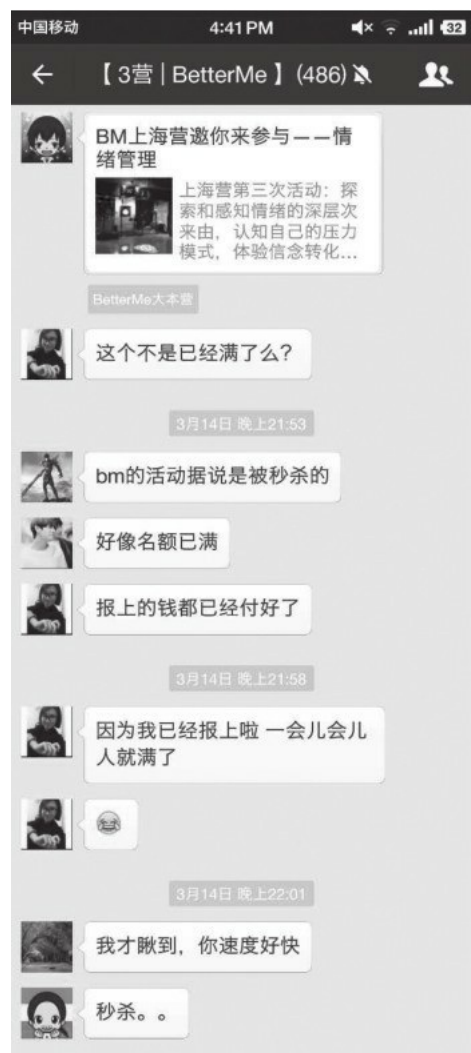 中国移动 4:41 PM 32
【3营 | BetterMe】(486)
BM上海营邀你来参与——情
绪管理
上海营第三次活动：探
索和感知情绪的深层次
来由，认知自己的压力
模式，体验信念转化...
BetterMe大本营
这个不是已经满了么？
3月14日 晚上21:53
bm的活动据说是被秒杀的
好像名额已满
报上的钱都已经付好了
3月14日 晚上21:58
因为我已经报上啦 一会儿会儿
人就满了
3月14日 晚上22:01
我才瞅到，你速度好快
秒杀。。